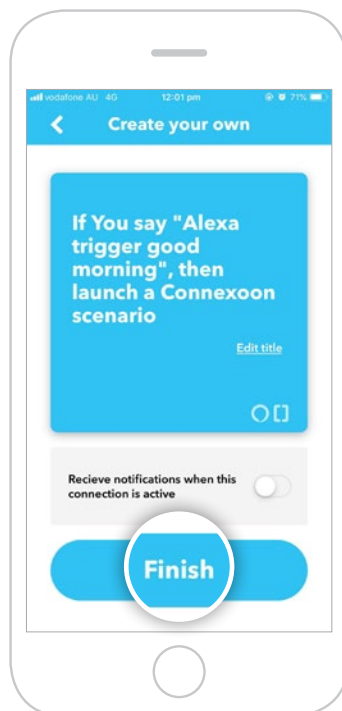 vodafone AU 4G 12:01 pm 71%
Create your own
If You say "Alexa
trigger good
morning", then
launch a Connexoon
scenario
Edit title
Recieve notifications when this
connection is active
Finish